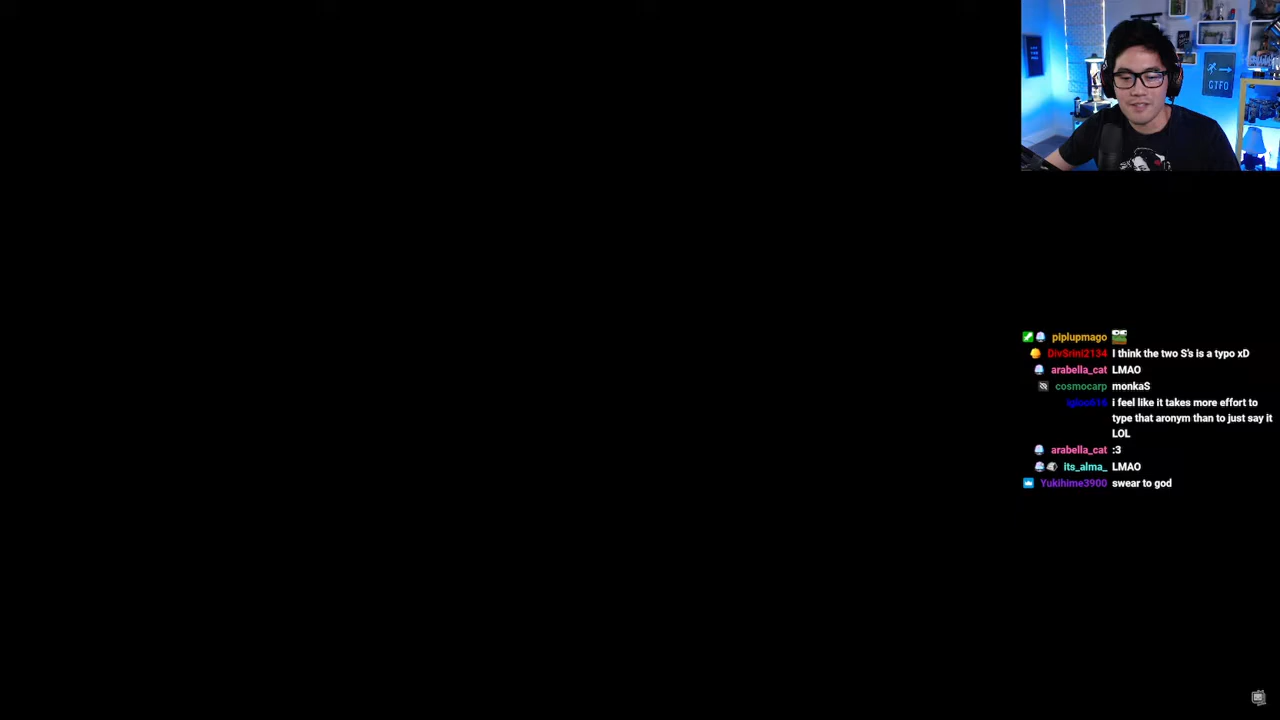 GTFO
piplupmago
DivSrini2134 I think the two S's is a typo xD
arabella_cat LMAO
cosmocarp monkaS
i feel like it takes more effort to
type that aronym than to just say it
LOL
arabella_cat :3
its_alma_ LMAO
Yukihime3900 swear to god